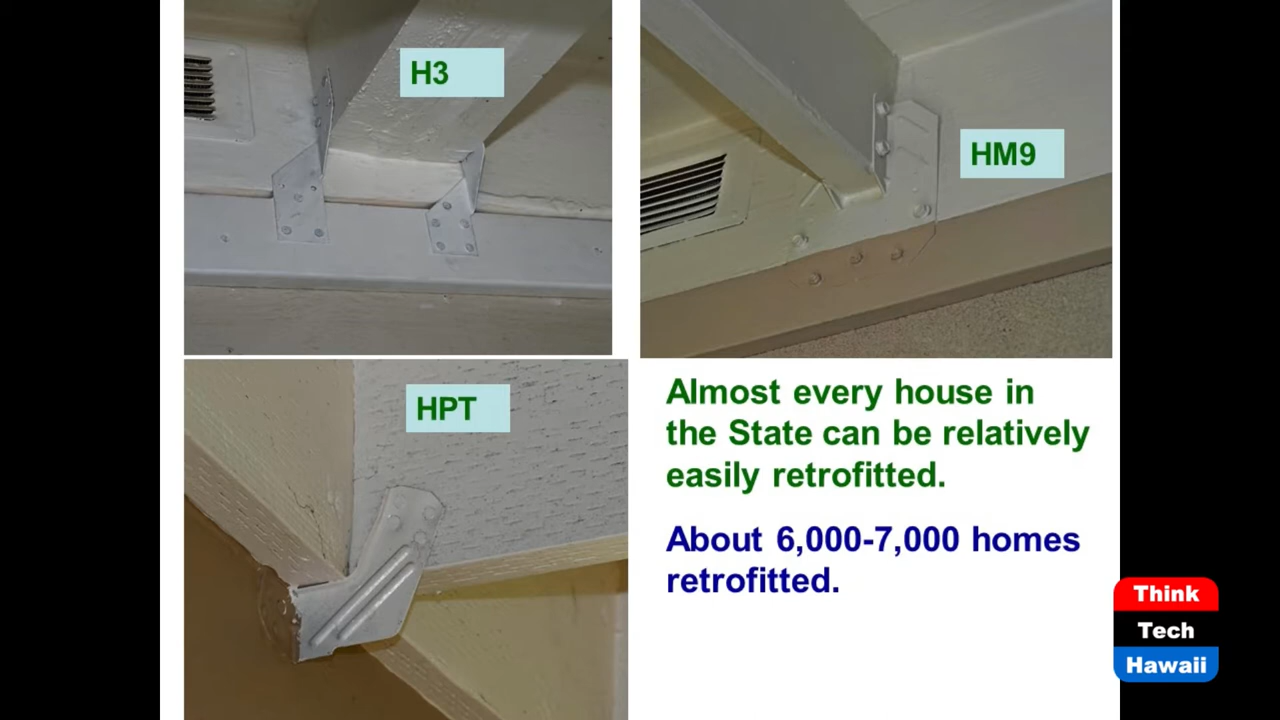 H3
HM9
HPT
Almost every house in
the State can be relatively
easily retrofitted.
About 6,000-7,000 homes
retrofitted.
Think
Tech
Hawaii